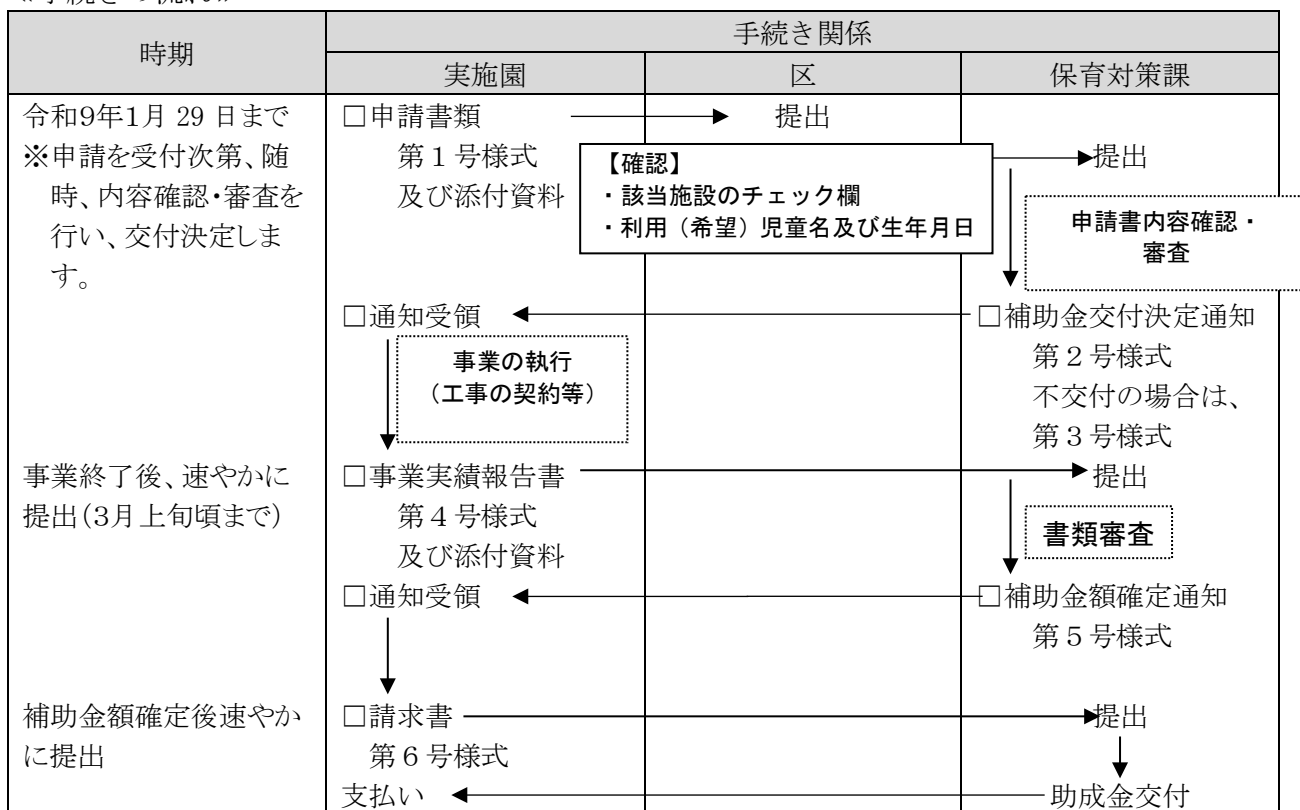 時期
手続き関係
実施園 区 保育対策課
令和9年1月 29 日まで
※申請を受付次第、随
時、内容確認・審査を
行い、交付決定しま
す。
□申請書類
第1号様式
及び添付資料
提出
【確認】
・該当施設のチェック欄
・利用(希望)児童名及び生年月日
提出
申請書内容確認・
審査
□通知受領
□補助金交付決定通知
第2号様式
不交付の場合は、
第3号様式
事業の執行
(工事の契約等)
事業終了後、速やかに
提出(3月上旬頃まで)
□事業実績報告書
第4号様式
及び添付資料
提出
書類審査
□通知受領
□補助金額確定通知
第5号様式
補助金額確定後速やか
に提出
□請求書
第6号様式
提出
支払い
助成金交付